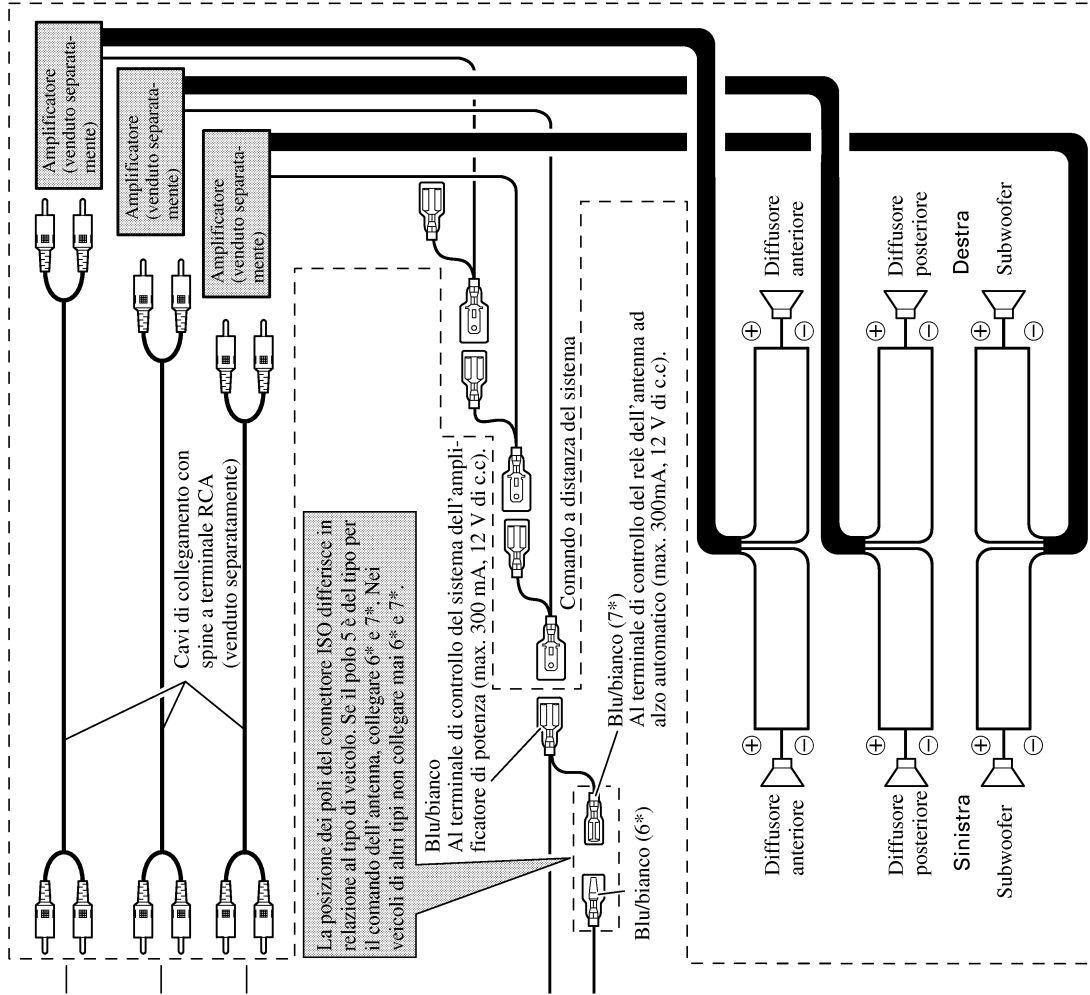 Amplificatore
(venduto separata-
mente)
Amplificatore
(venduto separata-
mente)
Amplificatore
(venduto separata-
mente)
Cavi di collegamento con
spine a terminale RCA
(venduto separatamente)
La posizione dei poli del connettore ISO differisce in
relazione al tipo di veicolo. Se il polo 5 è del tipo per
il comando dell'antenna, collegare 6* e 7*. Nei
veicoli di altri tipi non collegare mai 6* e 7*.
Blu/bianco
Al terminale di controllo del sistema dell'ampli-
ficatore di potenza (max. 300 mA, 12 V di c.c).
Comando a distanza del sistema
Blu/bianco (7*)
Al terminale di controllo del relè dell'antenna ad
alzo automatico (max. 300mA, 12 V di c.c).
Blu/bianco (6*)
Diffusore
anteriore
+
-
+
-
Diffusore
anteriore
Diffusore
posteriore
+
-
+
-
Diffusore
posteriore
Sinistra
Destra
Subwoofer
+
-
+
-
Subwoofer